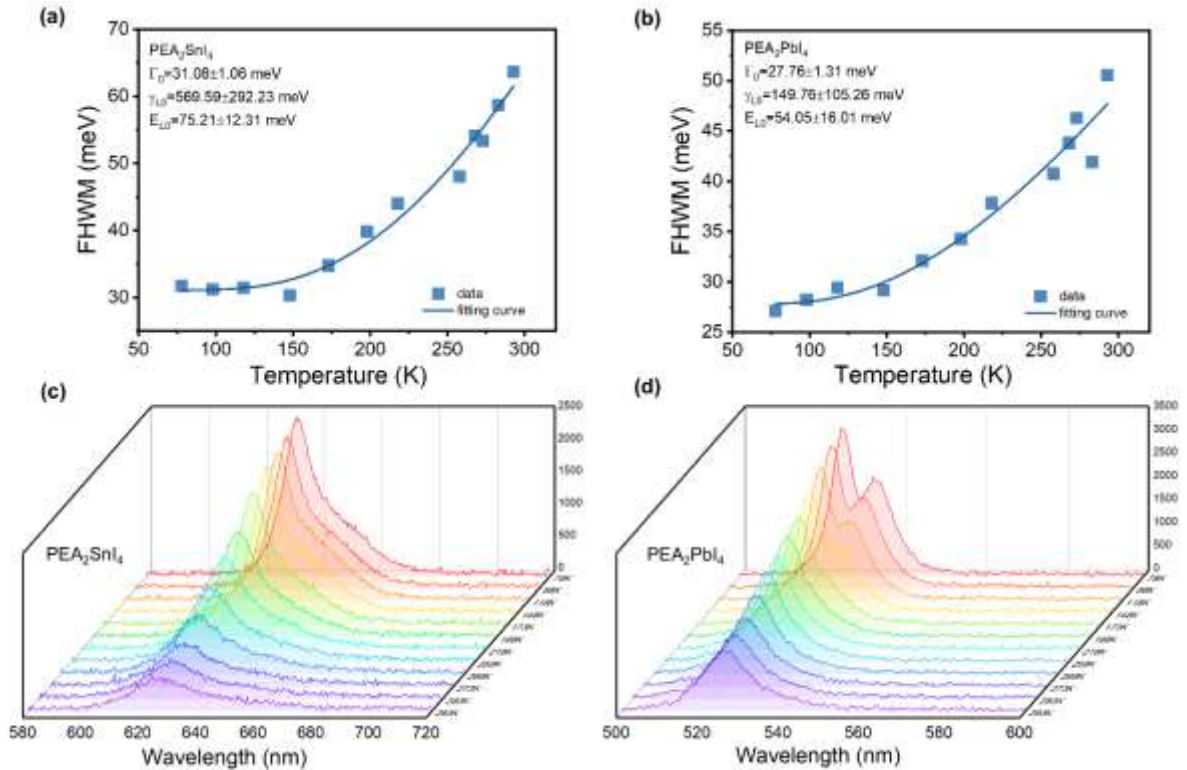 (a)
70
60
50
40
30
FHWM (meV)
PEA₂SnI₄
Γ₀=31.08±1.06 meV
γ_L0=569.59±292.23 meV
E_L0=75.21±12.31 meV
data
fitting curve
50 100 150 200 250 300
Temperature (K)
(b)
55
50
45
40
35
30
25
FHWM (meV)
PEA₂PbI₄
Γ₀=27.76±1.31 meV
γ_L0=149.76±105.26 meV
E_L0=54.05±16.01 meV
data
fitting curve
50 100 150 200 250 300
Temperature (K)
(c)
2500
2000
1500
1000
500
0
PEA₂SnI₄
580 600 620 640 660 680 700 720
Wavelength (nm)
(d)
3500
3000
2500
2000
1500
1000
500
0
PEA₂PbI₄
500 520 540 560 580 600
Wavelength (nm)